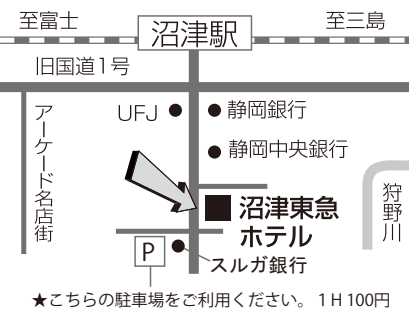 至富士
沼津駅
至三島
旧国道1号
UFJ
静岡銀行
静岡中央銀行
アーケード名店街
沼津東急
ホテル
狩野川
P
スルガ銀行
★こちらの駐車場をご利用ください。1H100円